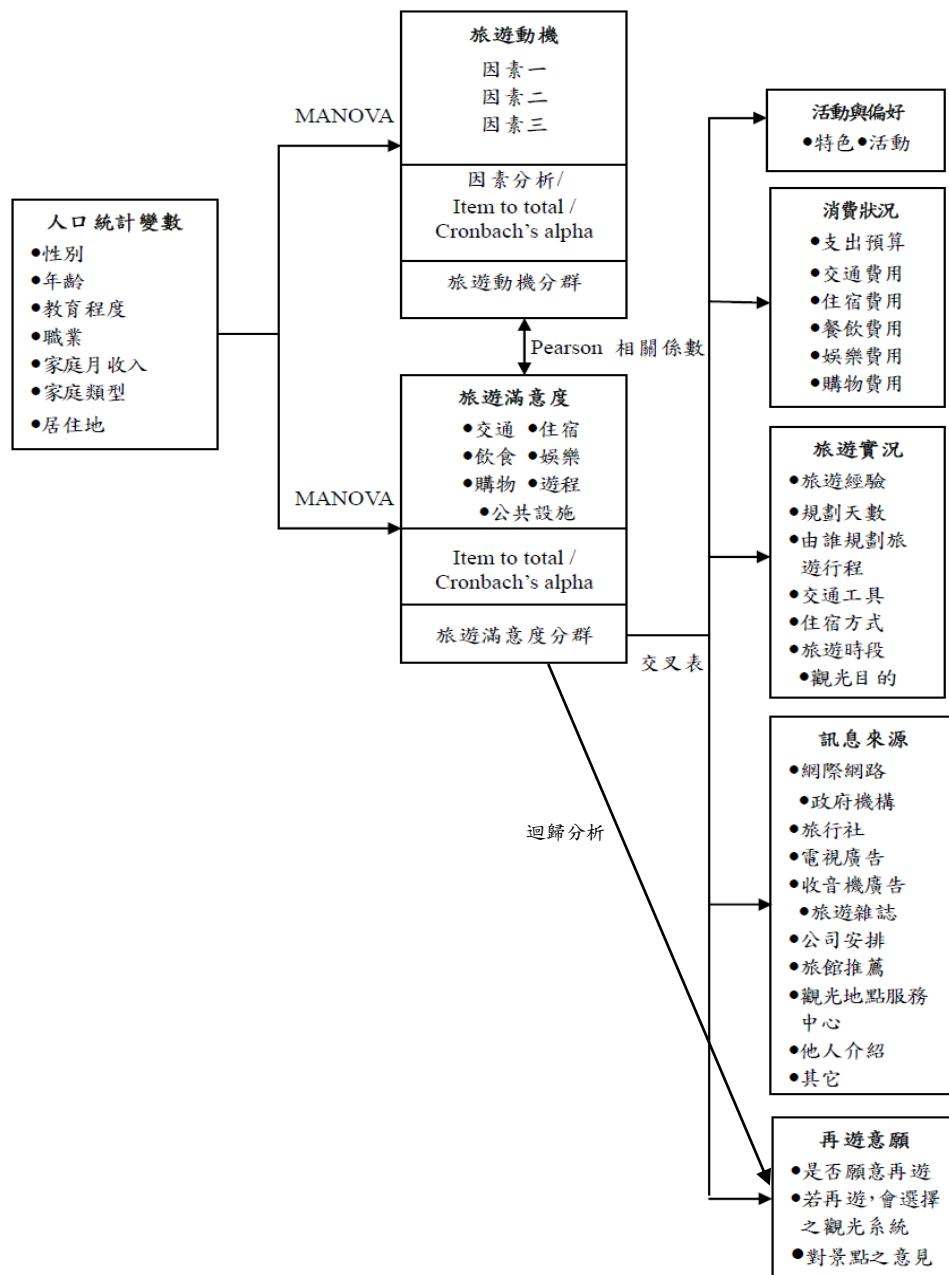 人口統計變數
●性別
●年齡
●教育程度
●職業
●家庭月收入
●家庭類型
●居住地
MANOVA
MANOVA
旅遊動機
因素一
因素二
因素三
因素分析/
Item to total /
Cronbach’s alpha
旅遊動機分群
Pearson 相關係數
旅遊滿意度
●交通 ●住宿
●飲食 ●娛樂
●購物 ●遊程
●公共設施
Item to total /
Cronbach’s alpha
旅遊滿意度分群
交叉表
迴歸分析
活動與偏好
●特色●活動
消費狀況
●支出預算
●交通費用
●住宿費用
●餐飲費用
●娛樂費用
●購物費用
旅遊實況
●旅遊經驗
●規劃天數
●由誰規劃旅
遊行程
●交通工具
●住宿方式
●旅遊時段
●觀光目的
訊息來源
●網際網路
●政府機構
●旅行社
●電視廣告
●收音機廣告
●旅遊雜誌
●公司安排
●旅館推薦
●觀光地點服務
中心
●他人介紹
●其它
再遊意願
●是否願意再遊
●若再遊，會選擇
之觀光系統
●對景點之意見